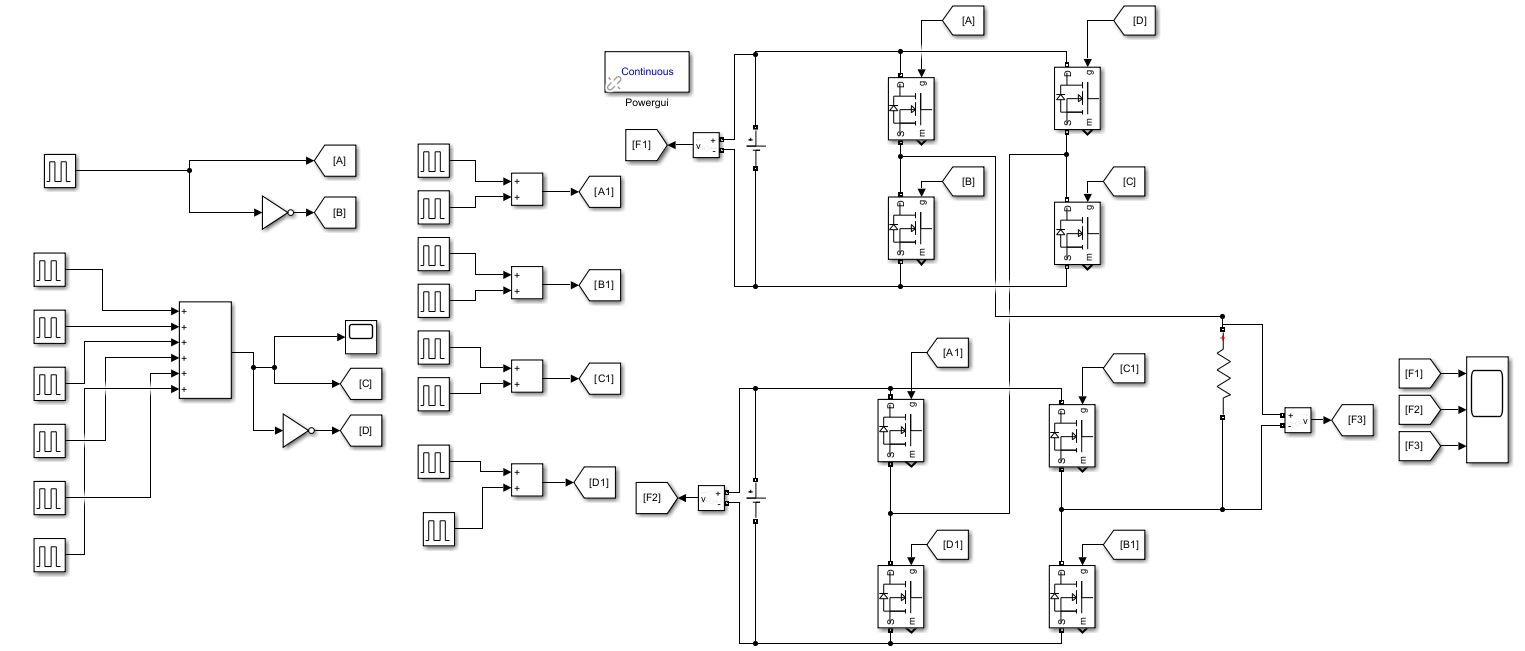 [A]
[D]
Continuous
Powergui
D
g
S
m
D
g
S
m
[F1]
v
+
-
+
[A]
+
+
[A1]
[B]
[C]
[B]
D
g
S
m
D
g
S
m
+
+
[B1]
+
+
+
+
+
+
[C]
[D]
+
+
[C1]
[A1]
[C1]
D
g
S
m
D
g
S
m
+
+
-
v
[F3]
[F1]
[F2]
[F3]
+
+
[D1]
[F2]
v
+
-
+
[D1]
[B1]
D
g
S
m
D
g
S
m